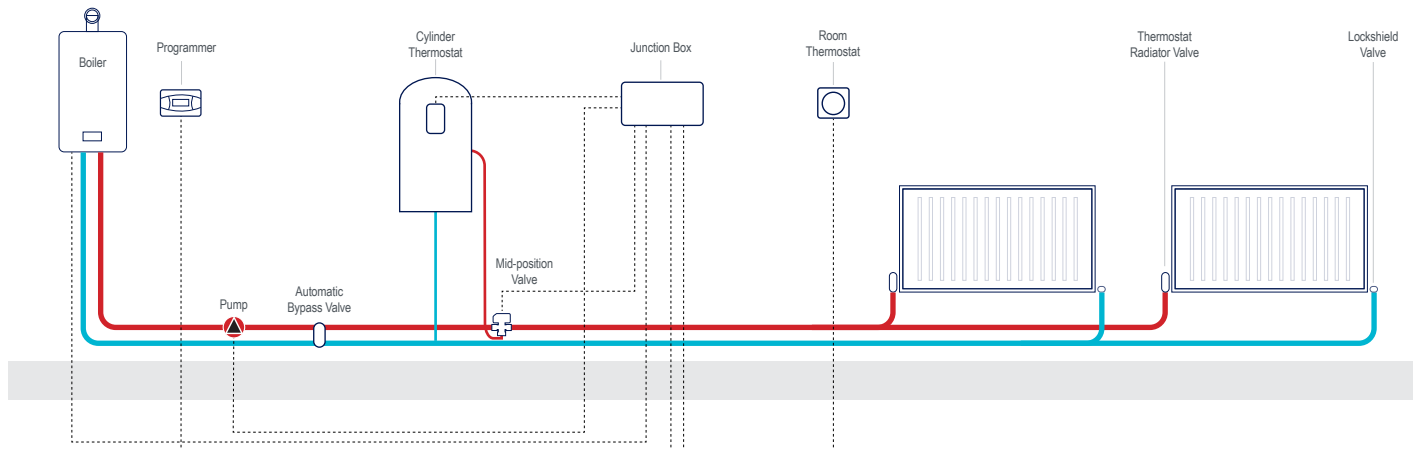 Boiler
Programmer
Cylinder
Thermostat
Junction Box
Room
Thermostat
Thermostat
Radiator Valve
Lockshield
Valve
Mid-position
Valve
Automatic
Bypass Valve
Pump